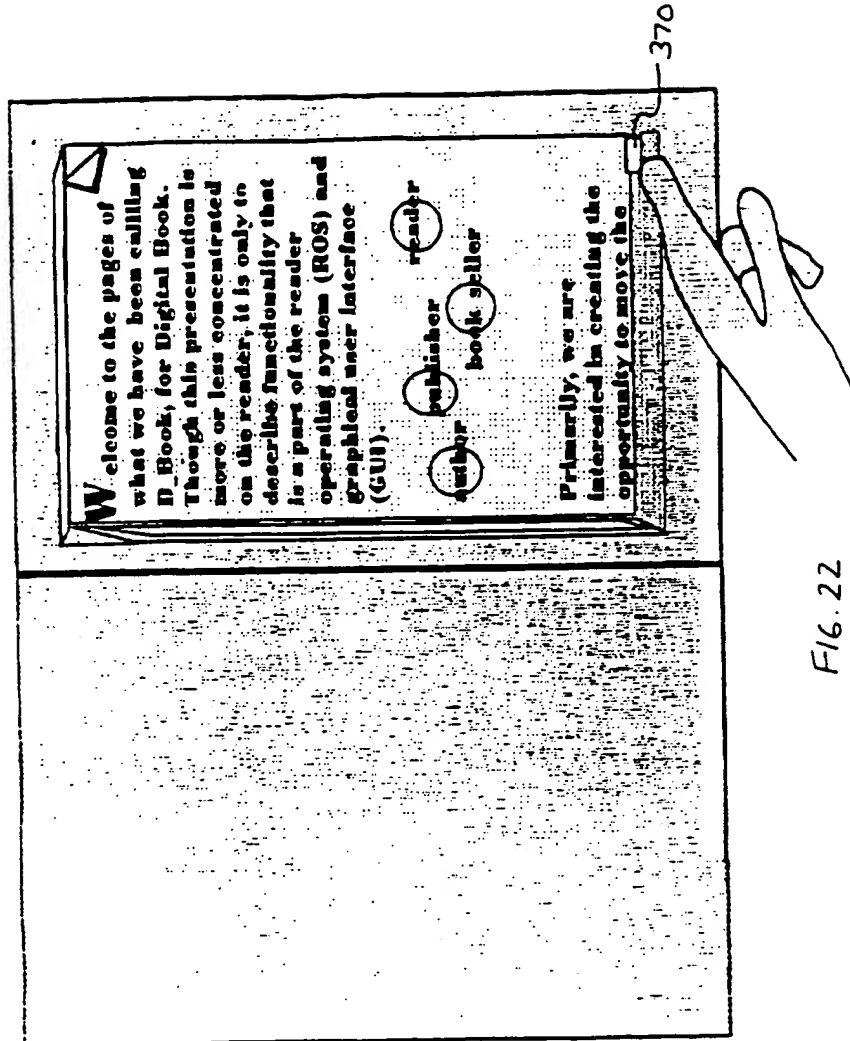 Welcome to the pages of
what we have been callling
D_Book, for Digital Book.
Though this presentation is
more or less concentrated
on the reader, it is only to
describe functionality that
is a part of the reader
operating system (ROS) and
graphical user interface
(GUI).
author
publisher
book seller
reader
Primarily, we are
interested in creating the
opportunity to move the
370
FIG. 22